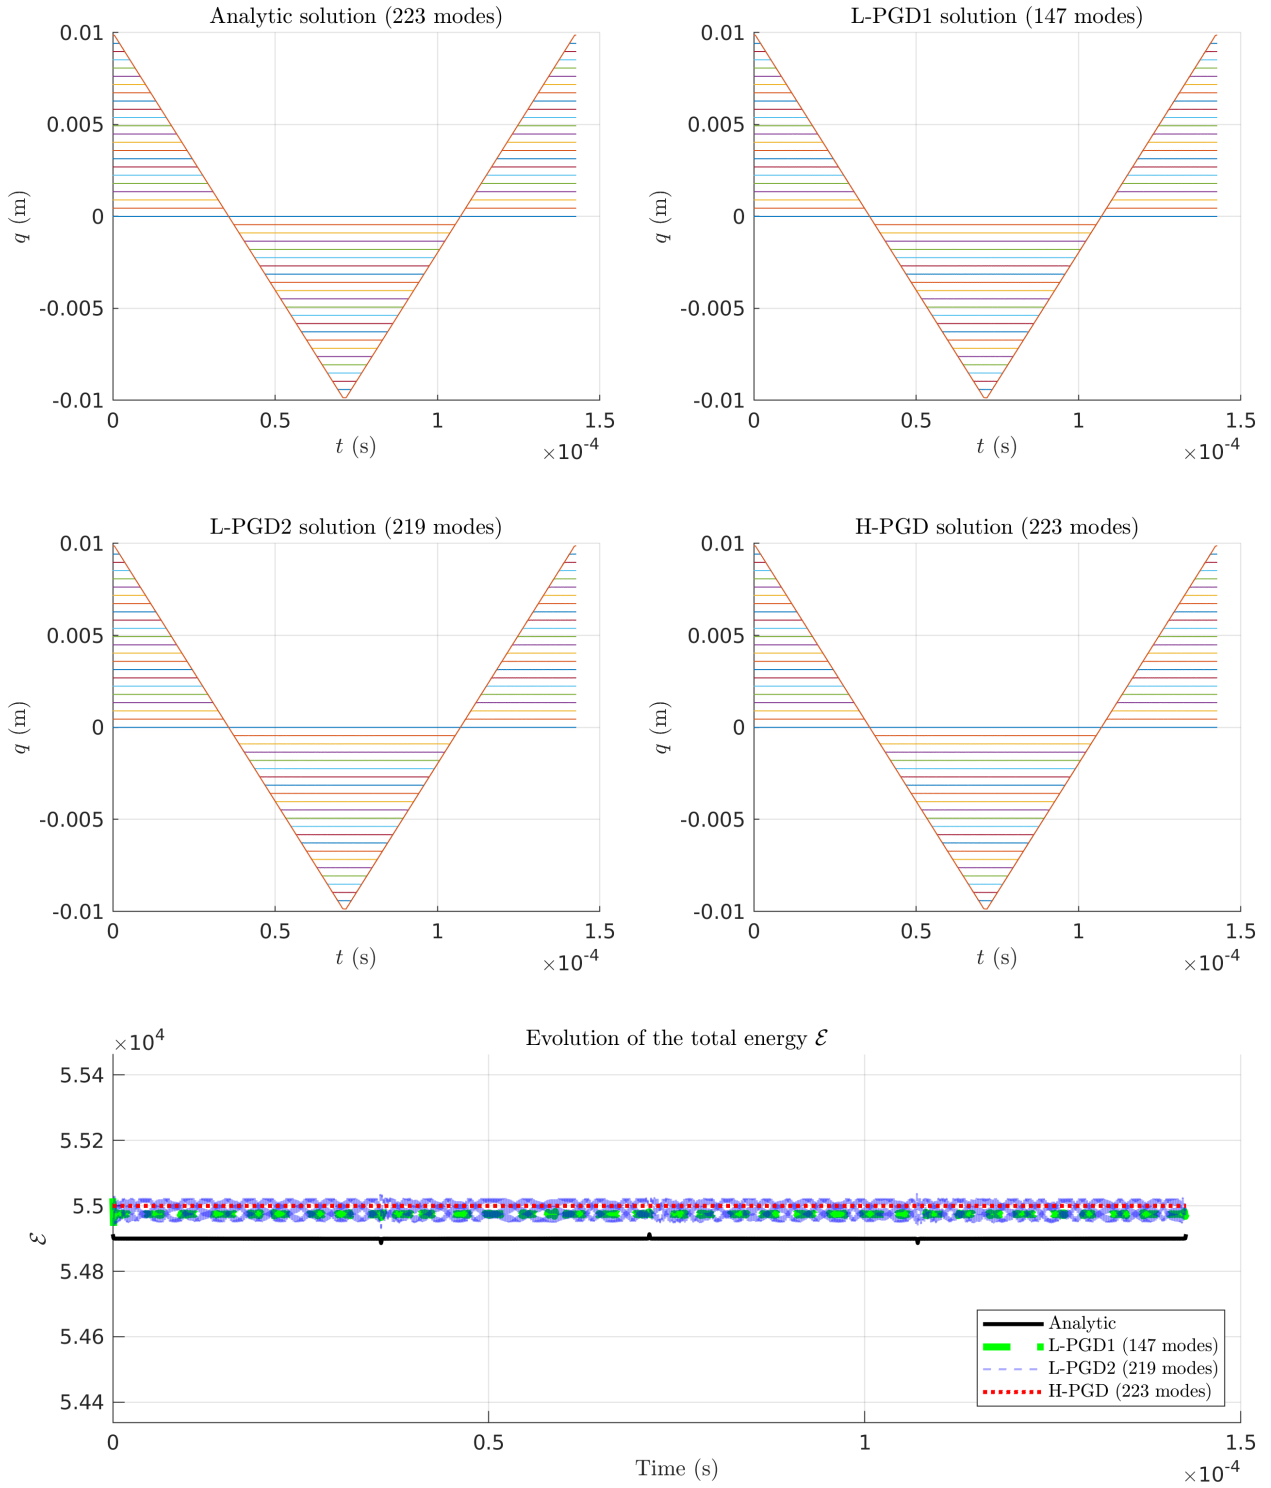 Analytic solution (223 modes)
0.01
0.005
0
-0.005
-0.01
q (m)
0 0.5 1 1.5
t (s)
×10⁻⁴
L-PGD1 solution (147 modes)
0.01
0.005
0
-0.005
-0.01
q (m)
0 0.5 1 1.5
t (s)
×10⁻⁴
L-PGD2 solution (219 modes)
0.01
0.005
0
-0.005
-0.01
q (m)
0 0.5 1 1.5
t (s)
×10⁻⁴
H-PGD solution (223 modes)
0.01
0.005
0
-0.005
-0.01
q (m)
0 0.5 1 1.5
t (s)
×10⁻⁴
Evolution of the total energy ℰ
×10⁴
5.54
5.52
5.5
5.48
5.46
5.44
ℰ
0 0.5 1 1.5
Time (s)
×10⁻⁴
Analytic
L-PGD1 (147 modes)
L-PGD2 (219 modes)
H-PGD (223 modes)